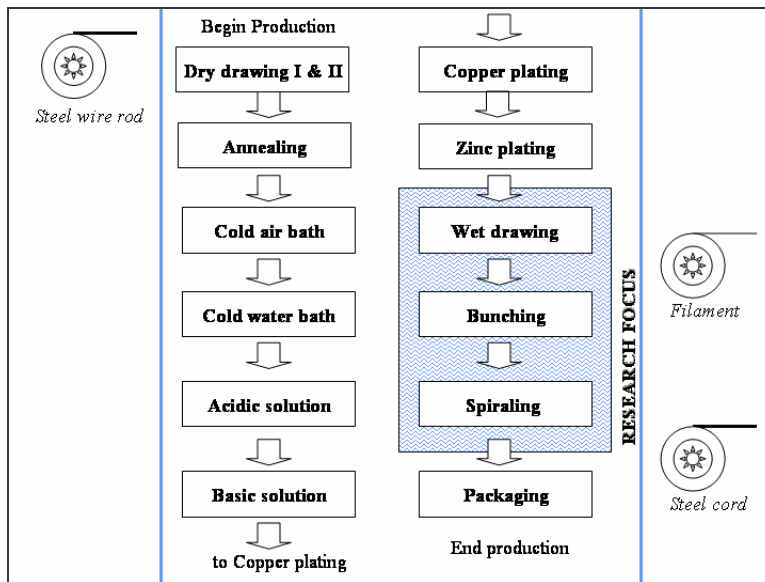 Steel wire rod
Begin Production
Dry drawing I & II
Annealing
Cold air bath
Cold water bath
Acidic solution
Basic solution
to Copper plating
Copper plating
Zinc plating
Wet drawing
Bunching
Spiraling
Packaging
End production
RESEARCH FOCUS
Filament
Steel cord